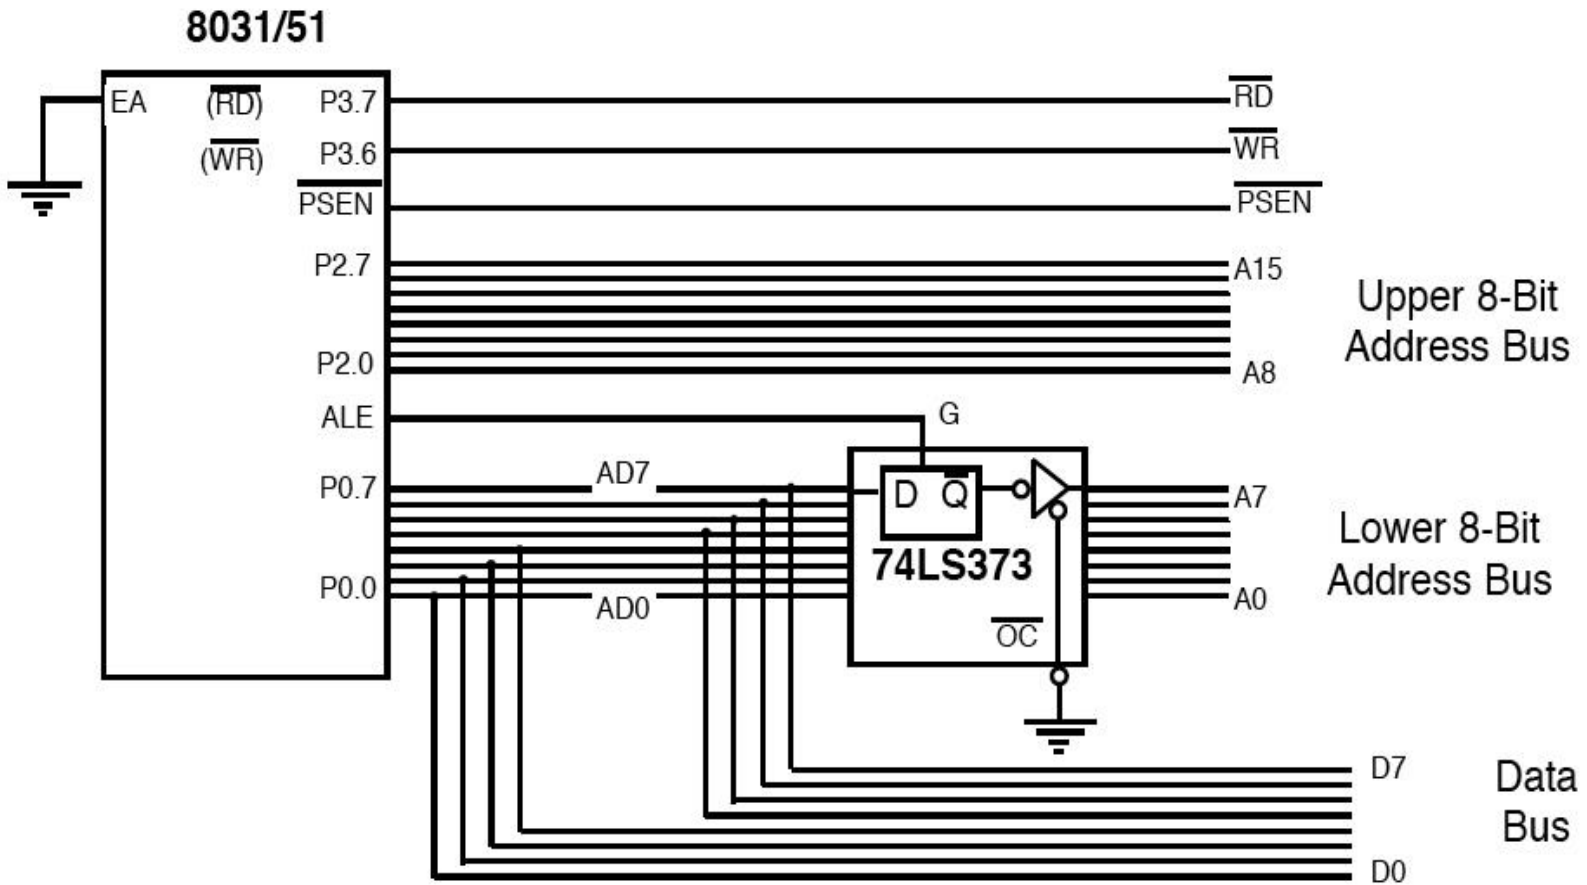 8031/51
EA
(RD)
P3.7
RD
(WR)
P3.6
WR
PSEN
PSEN
P2.7
A15
Upper 8-Bit
Address Bus
P2.0
A8
ALE
G
P0.7
AD7
D
Q
A7
Lower 8-Bit
Address Bus
74LS373
P0.0
AD0
A0
OC
D7
Data
Bus
D0